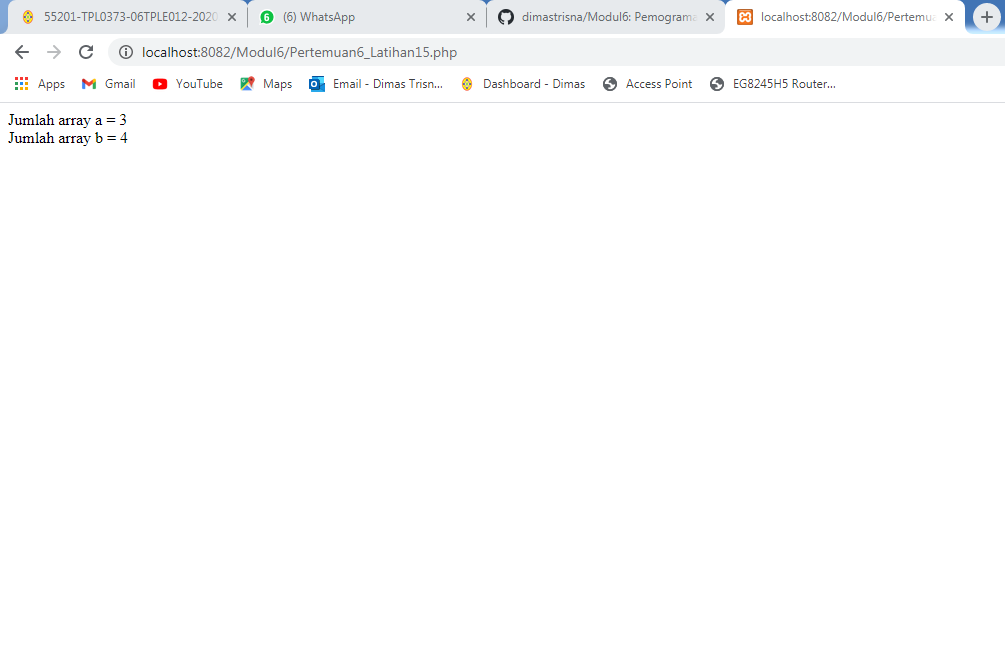 55201-TPL0373-06TPLE012-2020
6 (6) WhatsApp
dimastrisna/Modul6: Pemograma
localhost:8082/Modul6/Pertemua
localhost:8082/Modul6/Pertemuan6_Latihan15.php
Apps Gmail YouTube Maps Email - Dimas Trisn... Dashboard - Dimas Access Point EG8245H5 Router...
Jumlah array a = 3
Jumlah array b = 4